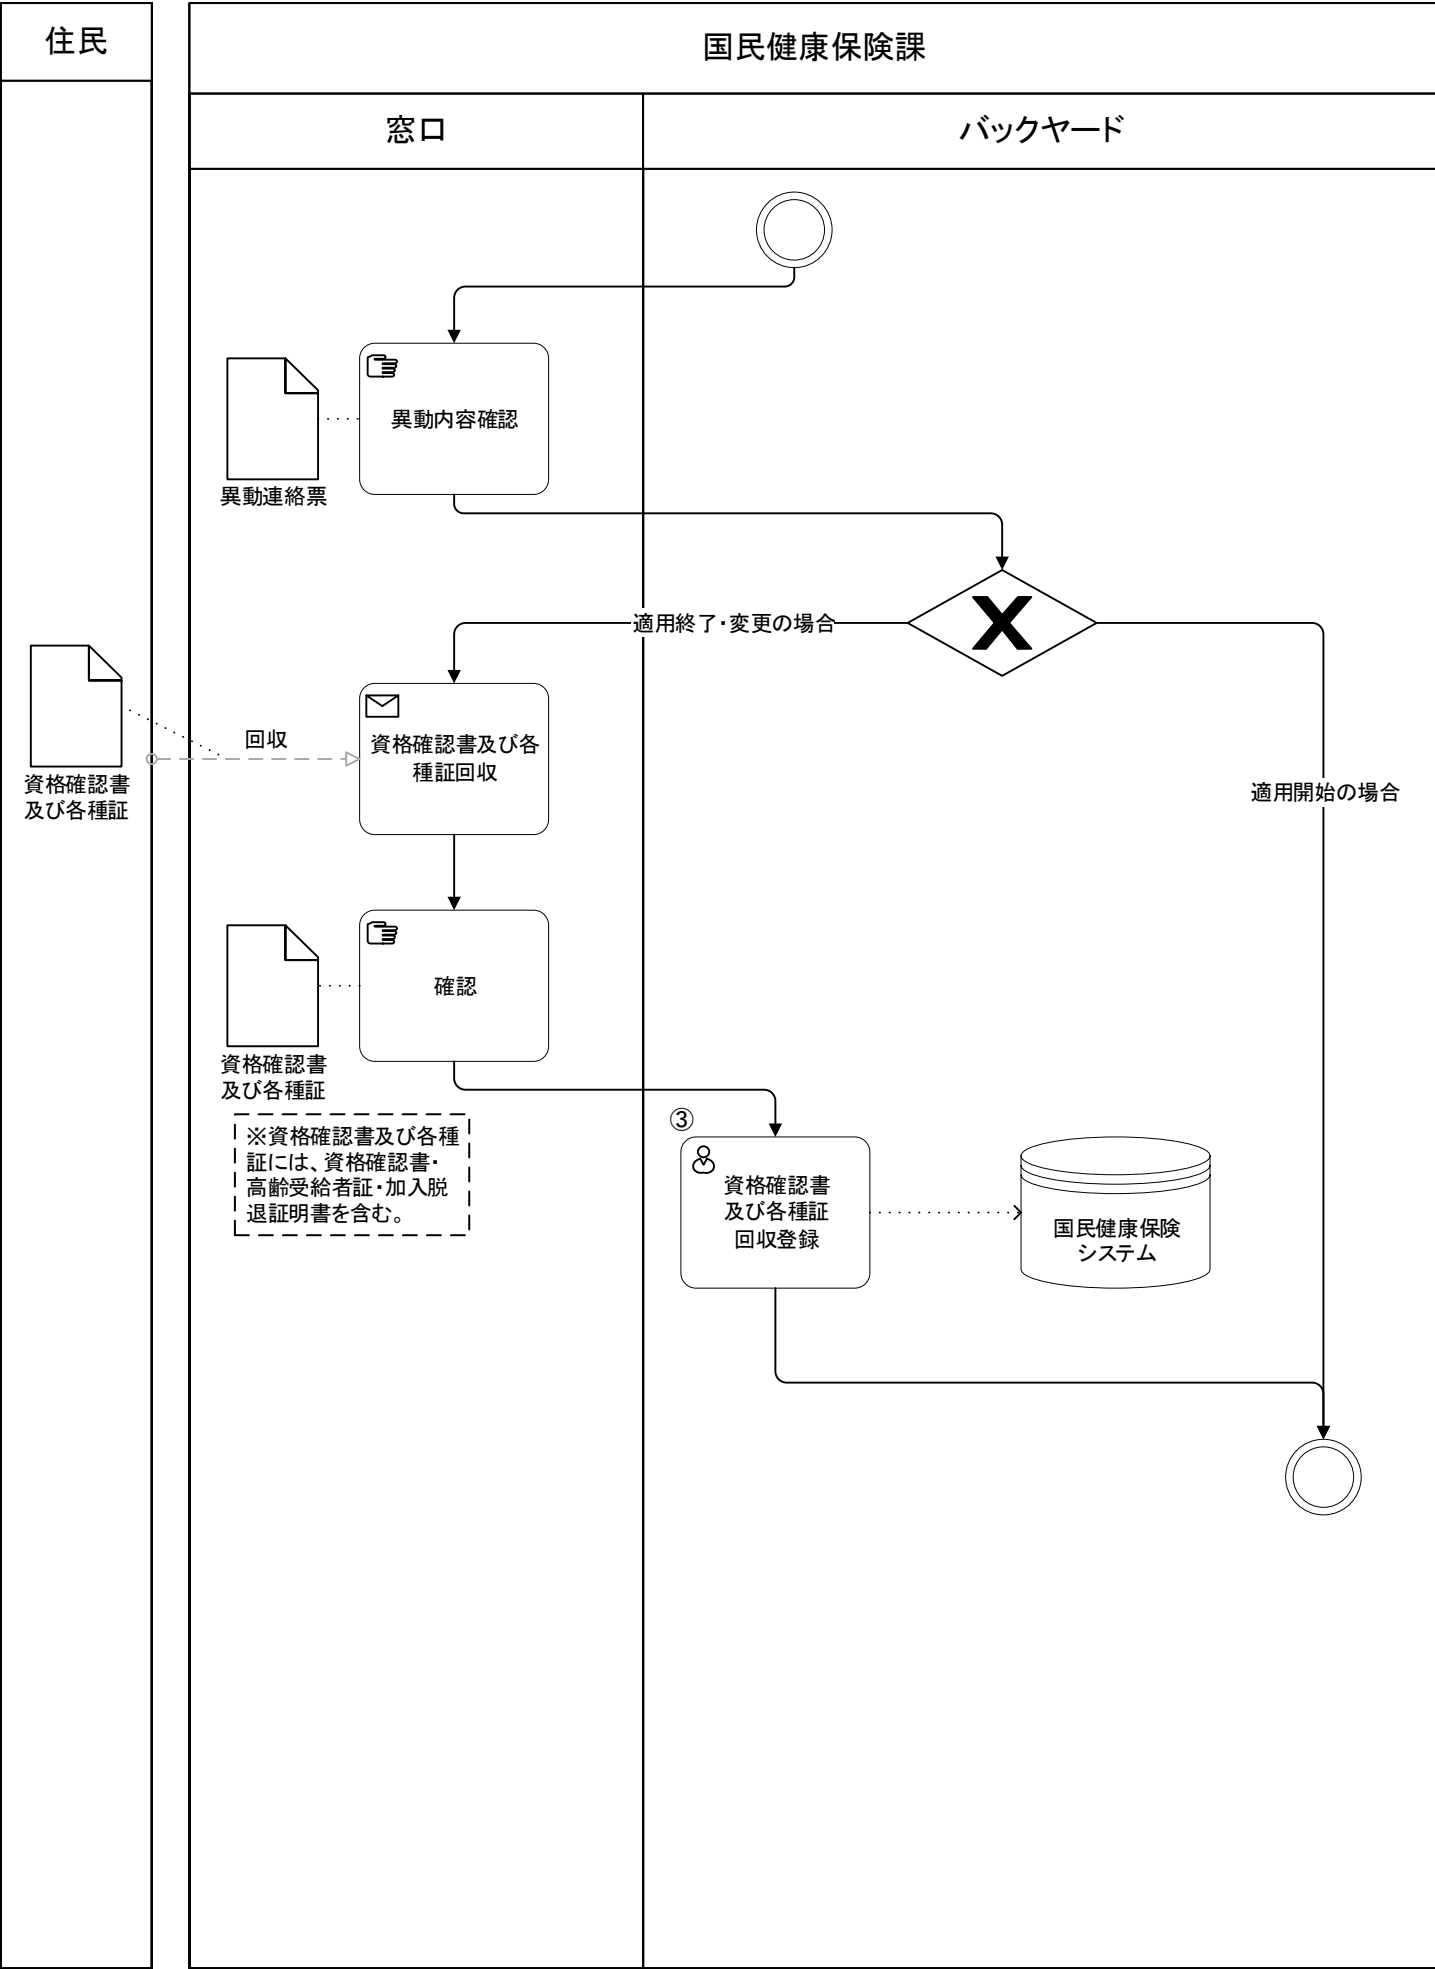 住民
国民健康保険課
窓口
バックヤード
異動内容確認
異動連絡票
適用終了・変更の場合
回収
資格確認書及び各
種証回収
資格確認書
及び各種証
適用開始の場合
確認
資格確認書
及び各種証
※資格確認書及び各種
証には、資格確認書・
高齢受給者証・加入脱
退証明書を含む。
③
資格確認書
及び各種証
回収登録
国民健康保険
システム